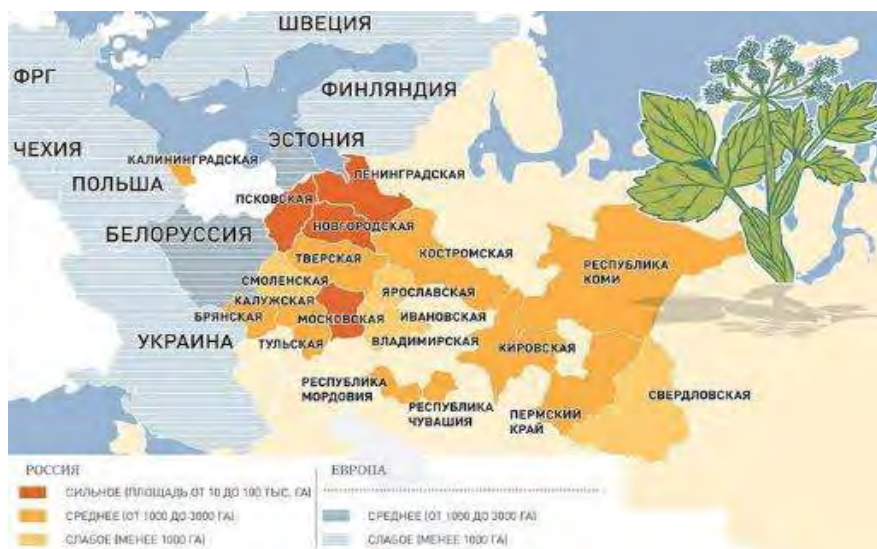 ШВЕЦИЯ
ФРГ
ФИНЛЯНДИЯ
ЧЕХИЯ
ЭСТОНИЯ
КАЛИНИНГРАДСКАЯ
ЛЕНИНГРАДСКАЯ
ПОЛЬША
ПСКОВСКАЯ
БЕЛОРУССИЯ
НОВГОРОДСКАЯ
КОСТРОМСКАЯ
ТВЕРСКАЯ
РЕСПУБЛИКА
КОМИ
СМОЛЕНСКАЯ
ЯРОСЛАВСКАЯ
КАЛУЖСКАЯ
БРЯНСКАЯ
МОСКОВСКАЯ
ИВАНОВСКАЯ
УКРАИНА
ТУЛЬСКАЯ
ВЛАДИМИРСКАЯ
КИРОВСКАЯ
РЕСПУБЛИКА
МОРДОВИЯ
РЕСПУБЛИКА
ЧУВАШИЯ
ПЕРМСКИЙ
КРАЙ
СВЕРДЛОВСКАЯ
РОССИЯ
СИЛЬНОЕ (ПЛОЩАДЬ ОТ 10 ДО 100 ТЫС. ГА)
СРЕДНЕЕ (ОТ 1000 ДО 3000 ГА)
СЛАБОЕ (МЕНЕЕ 1000 ГА)
ЕВРОПА
СРЕДНЕЕ (ОТ 1000 ДО 3000 ГА)
СЛАБОЕ (МЕНЕЕ 1000 ГА)